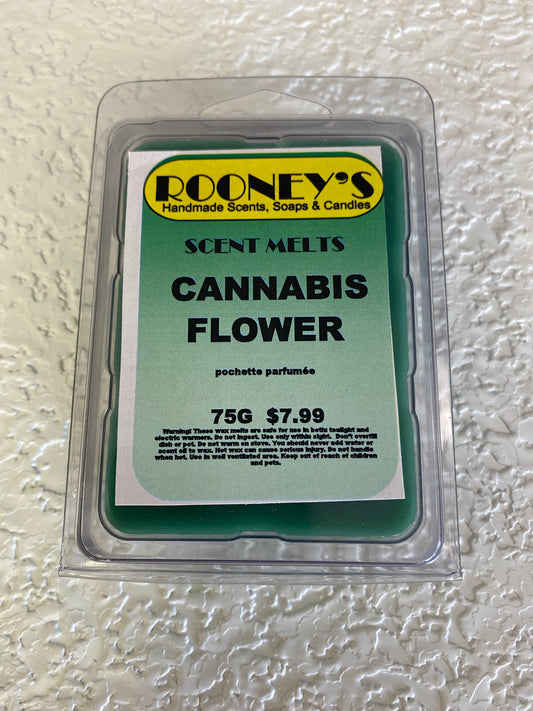 ROONEY'S
Handmade Scents, Soaps & Candles
SCENT MELTS
CANNABIS
FLOWER
pochette parfumée
75G $7.99
Warning! These wax melts are safe for use in both: tealight and
electric warmers. Do not ingest. Use only within sight. Don't overfill
dish or pot. Do not warm on stove. You should never add water or
scent oil to wax. Hot wax can cause serious injury. Do not handle
when hot. Use in well ventilated area. Keep out of reach of children
and pets.